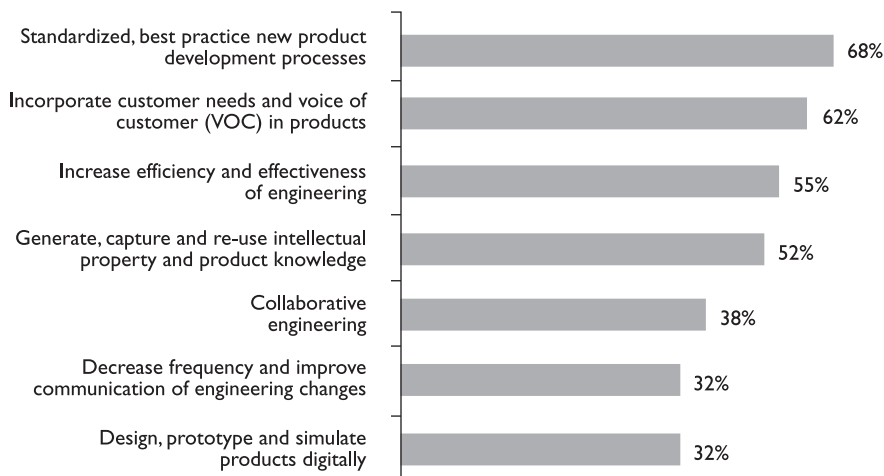 Standardized, best practice new product
development processes
68%
Incorporate customer needs and voice of
customer (VOC) in products
62%
Increase efficiency and effectiveness
of engineering
55%
Generate, capture and re-use intellectual
property and product knowledge
52%
Collaborative
engineering
38%
Decrease frequency and improve
communication of engineering changes
32%
Design, prototype and simulate
products digitally
32%